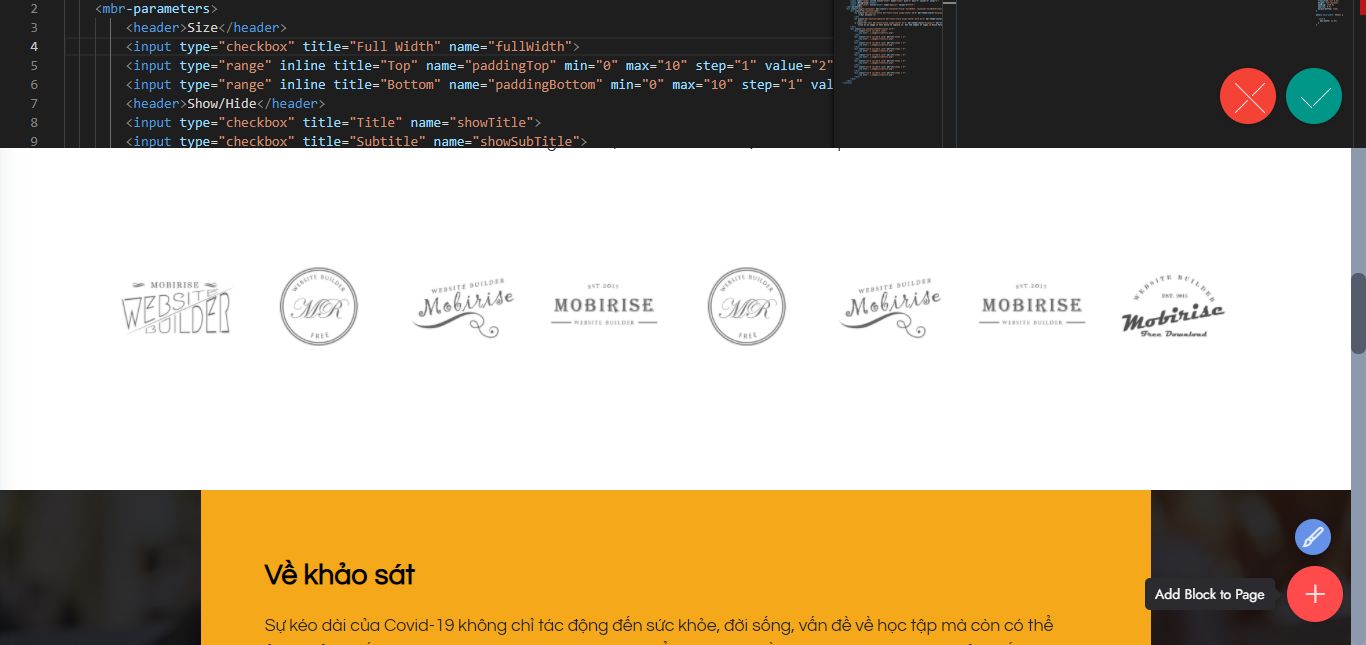 2 <mbr-parameters>
3 <header>Size</header>
4 <input type="checkbox" title="Full Width" name="fullWidth">
5 <input type="range" inline title="Top" name="paddingTop" min="0" max="10" step="1" value="2"
6 <input type="range" inline title="Bottom" name="paddingBottom" min="0" max="10" step="1" val
7 <header>Show/Hide</header>
8 <input type="checkbox" title="Title" name="showTitle">
9 <input type="checkbox" title="Subtitle" name="showSubTitle">
MOBIRISE
WEBSITE
BUILDER
WEBSITE BUILDER
MR
FREE
WEBSITE BUILDER
Mobirise
EST. 2015
MOBIRISE
WEBSITE BUILDER
WEBSITE BUILDER
MR
FREE
WEBSITE BUILDER
Mobirise
EST. 2015
MOBIRISE
WEBSITE BUILDER
WEBSITE BUILDER
EST. 2015
Mobirise
Free Download
Về khảo sát
Add Block to Page
Sự kéo dài của Covid-19 không chỉ tác động đến sức khỏe, đời sống, vấn đề về học tập mà còn có thể